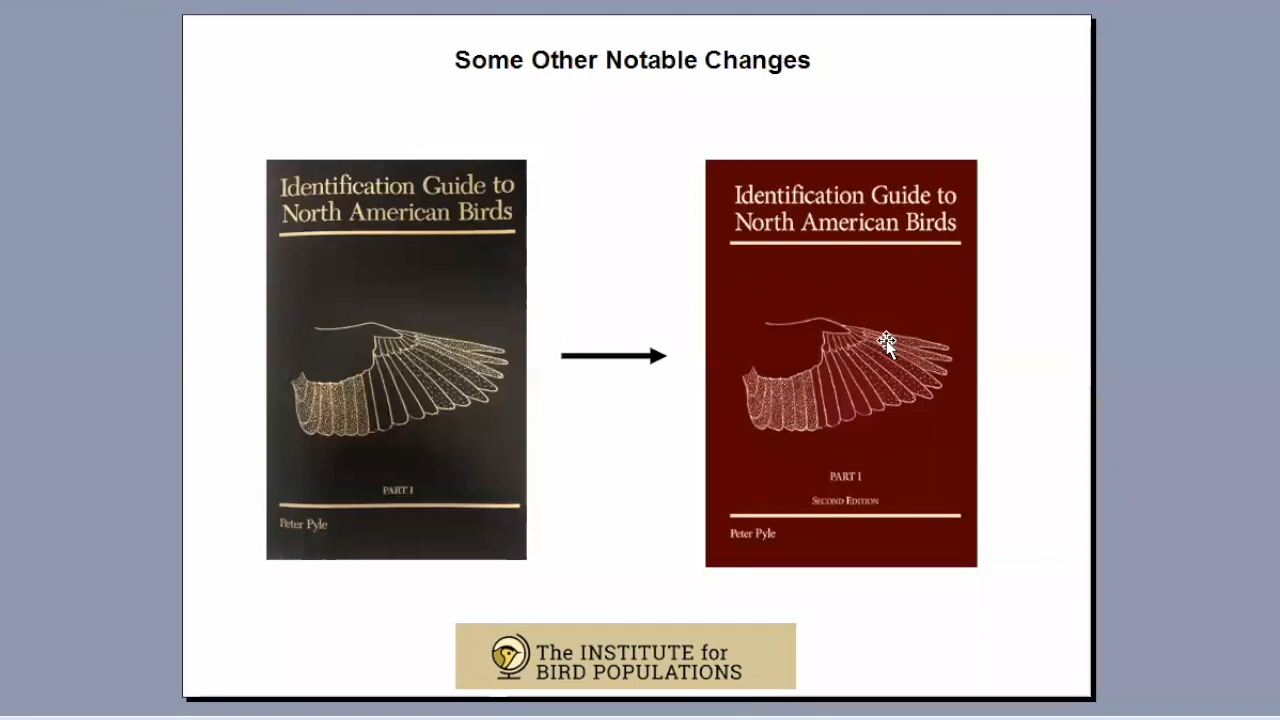 Some Other Notable Changes
Identification Guide to
North American Birds
PART I
Peter Pyle
Identification Guide to
North American Birds
PART I
SECOND EDITION
Peter Pyle
The INSTITUTE for
BIRD POPULATIONS